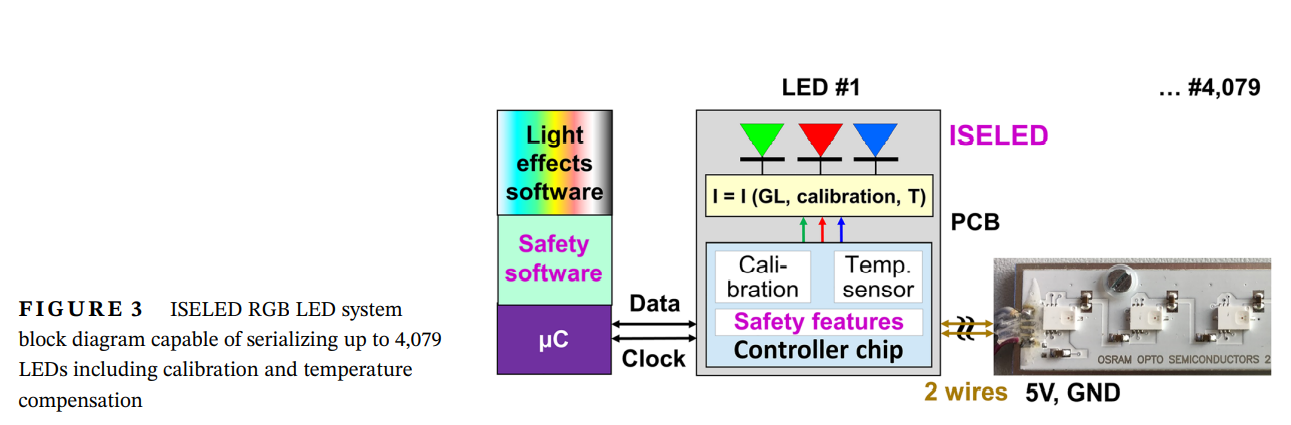 FIGURE 3 ISELED RGB LED system
block diagram capable of serializing up to 4,079
LEDs including calibration and temperature
compensation
Light
effects
software
Safety
software
µC
Data
Clock
LED #1
I = I (GL, calibration, T)
Cali-
bration
Temp.
sensor
Safety features
Controller chip
... #4,079
ISELED
PCB
OSRAM OPTO SEMICONDUCTORS 2
2 wires 5V, GND